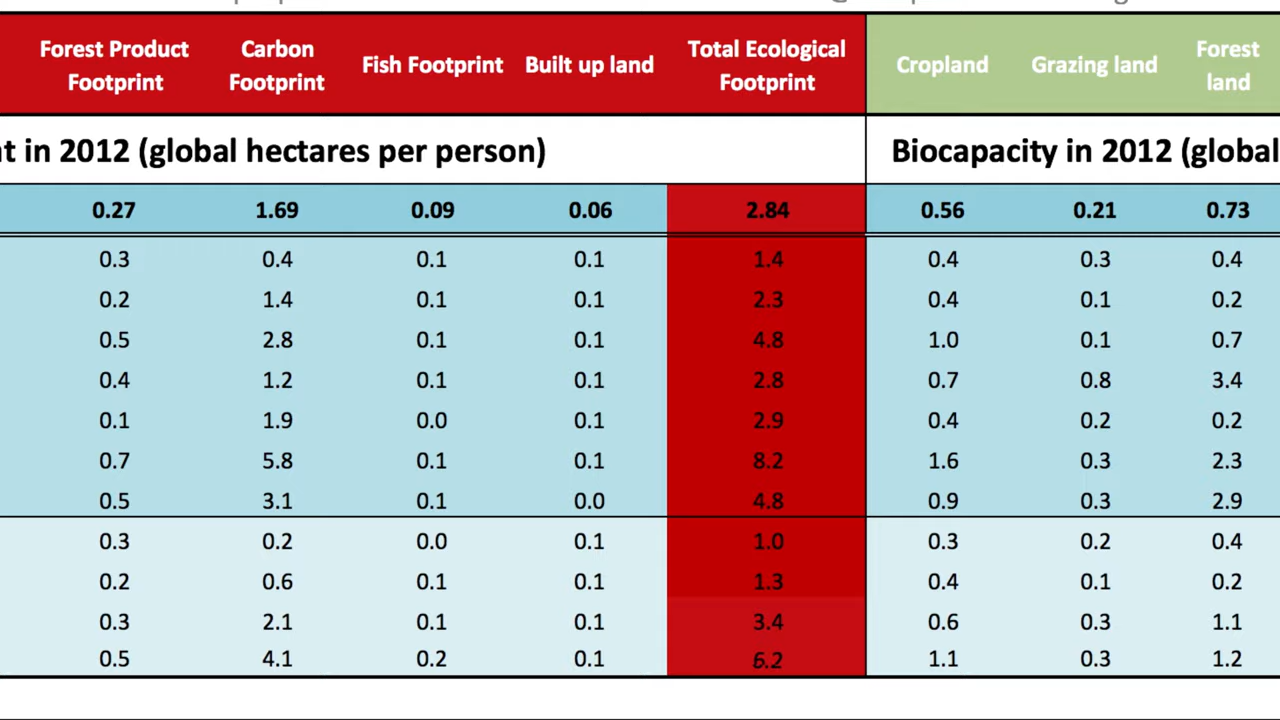 Forest Product Footprint Carbon Footprint Fish Footprint Built up land Total Ecological Footprint Cropland Grazing land Forest land
t in 2012 (global hectares per person) Biocapacity in 2012 (global
0.27 1.69 0.09 0.06 2.84 0.56 0.21 0.73
0.3 0.4 0.1 0.1 1.4 0.4 0.3 0.4
0.2 1.4 0.1 0.1 2.3 0.4 0.1 0.2
0.5 2.8 0.1 0.1 4.8 1.0 0.1 0.7
0.4 1.2 0.1 0.1 2.8 0.7 0.8 3.4
0.1 1.9 0.0 0.1 2.9 0.4 0.2 0.2
0.7 5.8 0.1 0.1 8.2 1.6 0.3 2.3
0.5 3.1 0.1 0.0 4.8 0.9 0.3 2.9
0.3 0.2 0.0 0.1 1.0 0.3 0.2 0.4
0.2 0.6 0.1 0.1 1.3 0.4 0.1 0.2
0.3 2.1 0.1 0.1 3.4 0.6 0.3 1.1
0.5 4.1 0.2 0.1 6.2 1.1 0.3 1.2